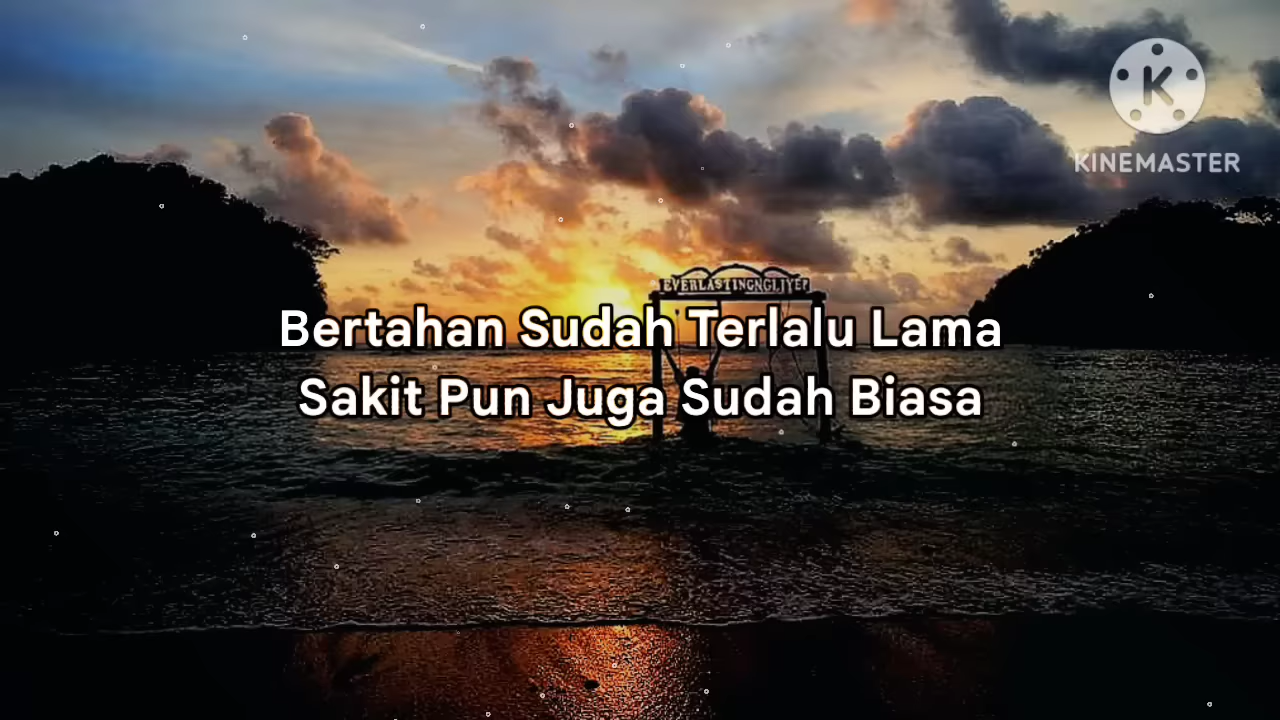 K
KINEMASTER
Bertahan Sudah Terlalu Lama
Sakit Pun Juga Sudah Biasa